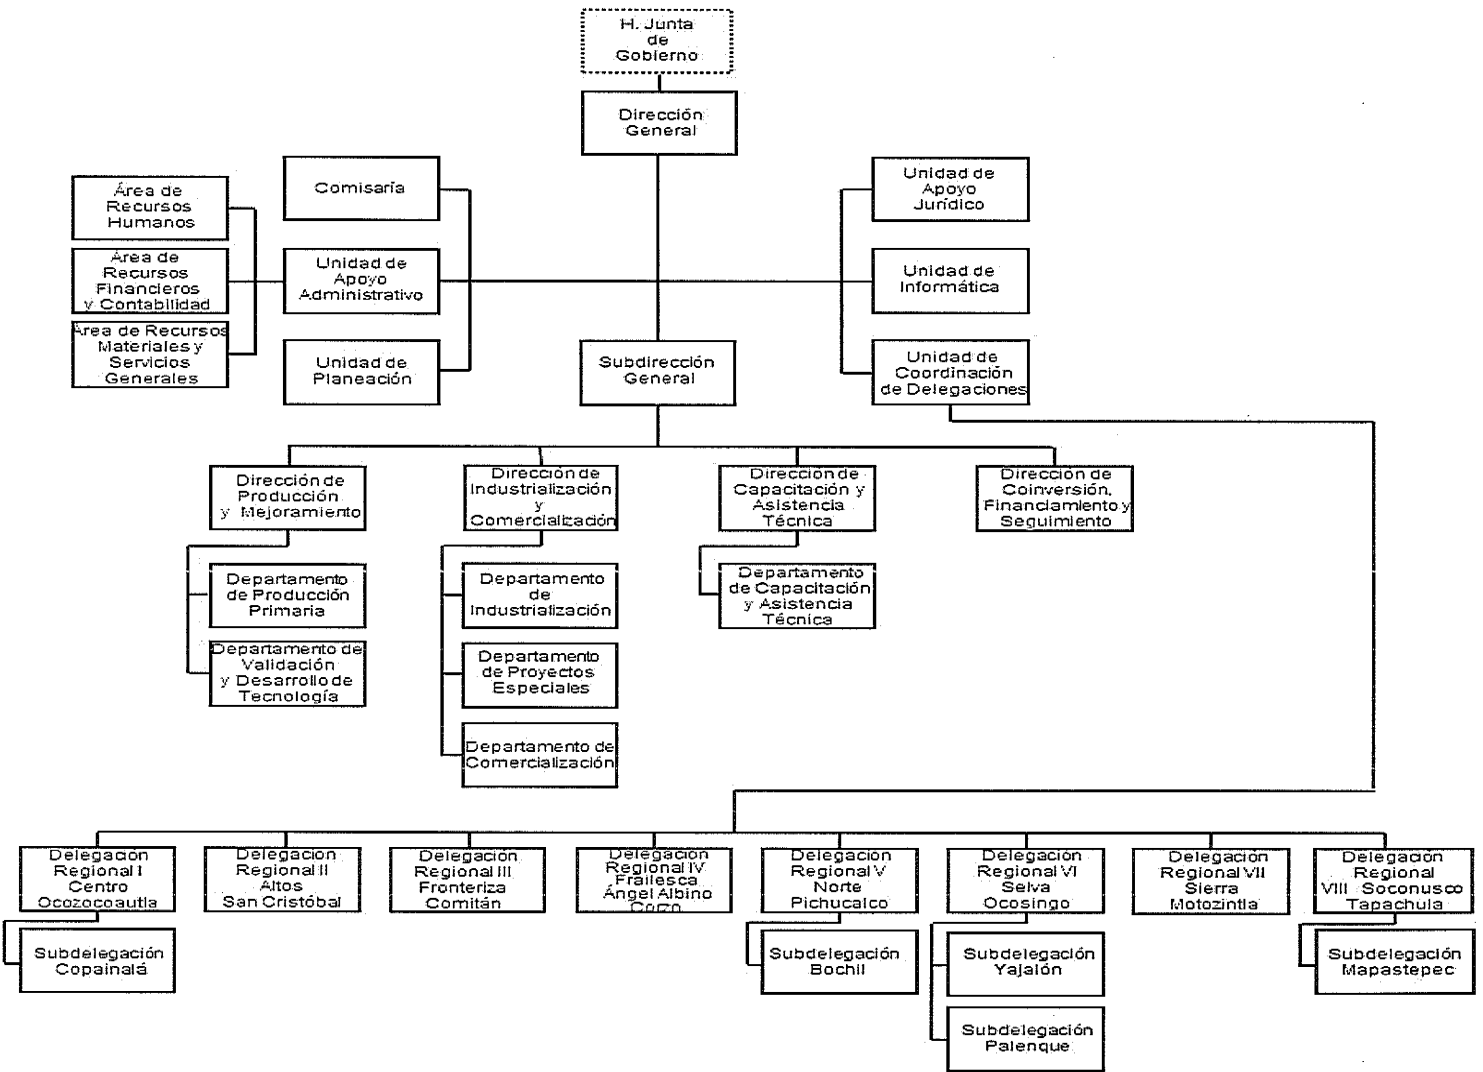 H. Junta
de
Gobierno
Dirección
General
Comisaría
Unidad de
Apoyo
Jurídico
Área de
Recursos
Humanos
Área de
Recursos
Financieros
y Contabilidad
Unidad de
Apoyo
Administrativo
Unidad de
Informática
Área de Recursos
Materiales y
Servicios
Generales
Unidad de
Planeación
Subdirección
General
Unidad de
Coordinación
de Delegaciones
Dirección de
Producción
y Mejoramiento
Dirección de
Industrialización
y
Comercialización
Dirección de
Capacitación y
Asistencia
Técnica
Dirección de
Coinversión,
Financiamiento y
Seguimiento
Departamento
de Producción
Primaria
Departamento
de
Industrialización
Departamento
de Capacitación
y Asistencia
Técnica
Departamento de
Validación
y Desarrollo de
Tecnología
Departamento
de Proyectos
Especiales
Departamento de
Comercialización
Delegación
Regional I
Centro
Ocozocoautla
Delegación
Regional II
Altos
San Cristóbal
Delegación
Regional III
Fronteriza
Comitán
Delegación
Regional IV
Frailesca
Ángel Albino
Corzo
Delegación
Regional V
Norte
Pichucalco
Delegación
Regional VI
Selva
Ocosingo
Delegación
Regional VII
Sierra
Motozintla
Delegación
Regional
VIII Soconusco
Tapachula
Subdelegación
Copainalá
Subdelegación
Bochil
Subdelegación
Yajalón
Subdelegación
Mapastepec
Subdelegación
Palenque